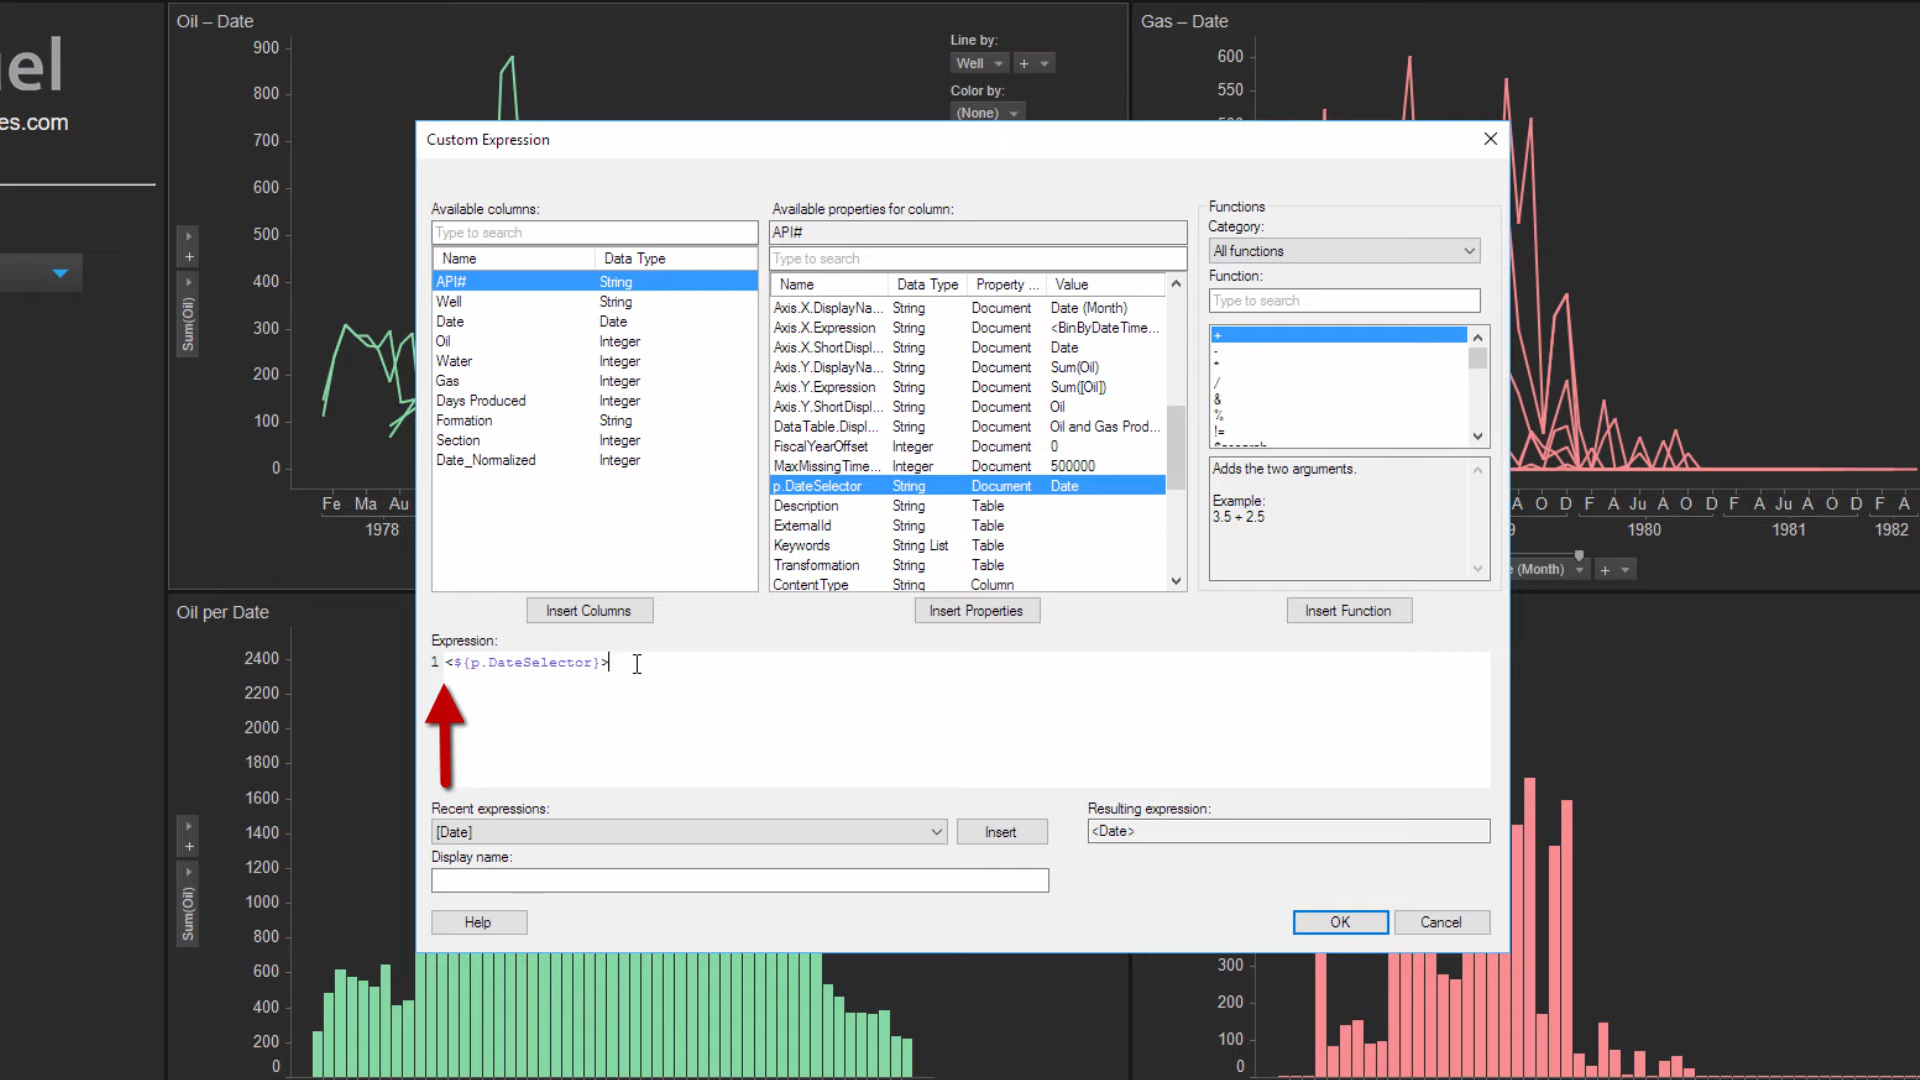 Oil – Date
Gas – Date
es.com
900
800
700
600
500
400
300
200
100
0
Sum(Oil)
Fe Ma Au
1978
Line by:
Well
+
Color by:
(None)
600
550
Custom Expression
Available columns:
Type to search
Name Data Type
API# String
Well String
Date Date
Oil Integer
Water Integer
Gas Integer
Days Produced Integer
Formation String
Section Integer
Date_Normalized Integer
Insert Columns
Available properties for column:
API#
Type to search
Name Data Type Property ... Value
Axis.X.DisplayNa... String Document Date (Month)
Axis.X.Expression String Document <BinByDateTime...
Axis.X.ShortDispl... String Document Date
Axis.Y.DisplayNa... String Document Sum(Oil)
Axis.Y.Expression String Document Sum([Oil])
Axis.Y.ShortDispl... String Document Oil
DataTable.Displ... String Document Oil and Gas Prod...
FiscalYearOffset Integer Document 0
MaxMissingTime... Integer Document 500000
p.DateSelector String Document Date
Description String Table
ExternalId String Table
Keywords String List Table
Transformation String Table
ContentType String Column
Insert Properties
Functions
Category:
All functions
Function:
Type to search
+
-
*
/
&
%
!=
Adds the two arguments.
Example:
3.5 + 2.5
Insert Function
Expression:
1 <${p.DateSelector}>
Recent expressions:
[Date]
Insert
Resulting expression:
<Date>
Display name:
Help
OK
Cancel
A O D F A Ju A O D F A Ju A O D F A
1980 1981 1982
(Month)
+
Oil per Date
2400
2200
2000
1800
1600
1400
1200
1000
800
600
400
200
0
Sum(Oil)
300
200
100
0